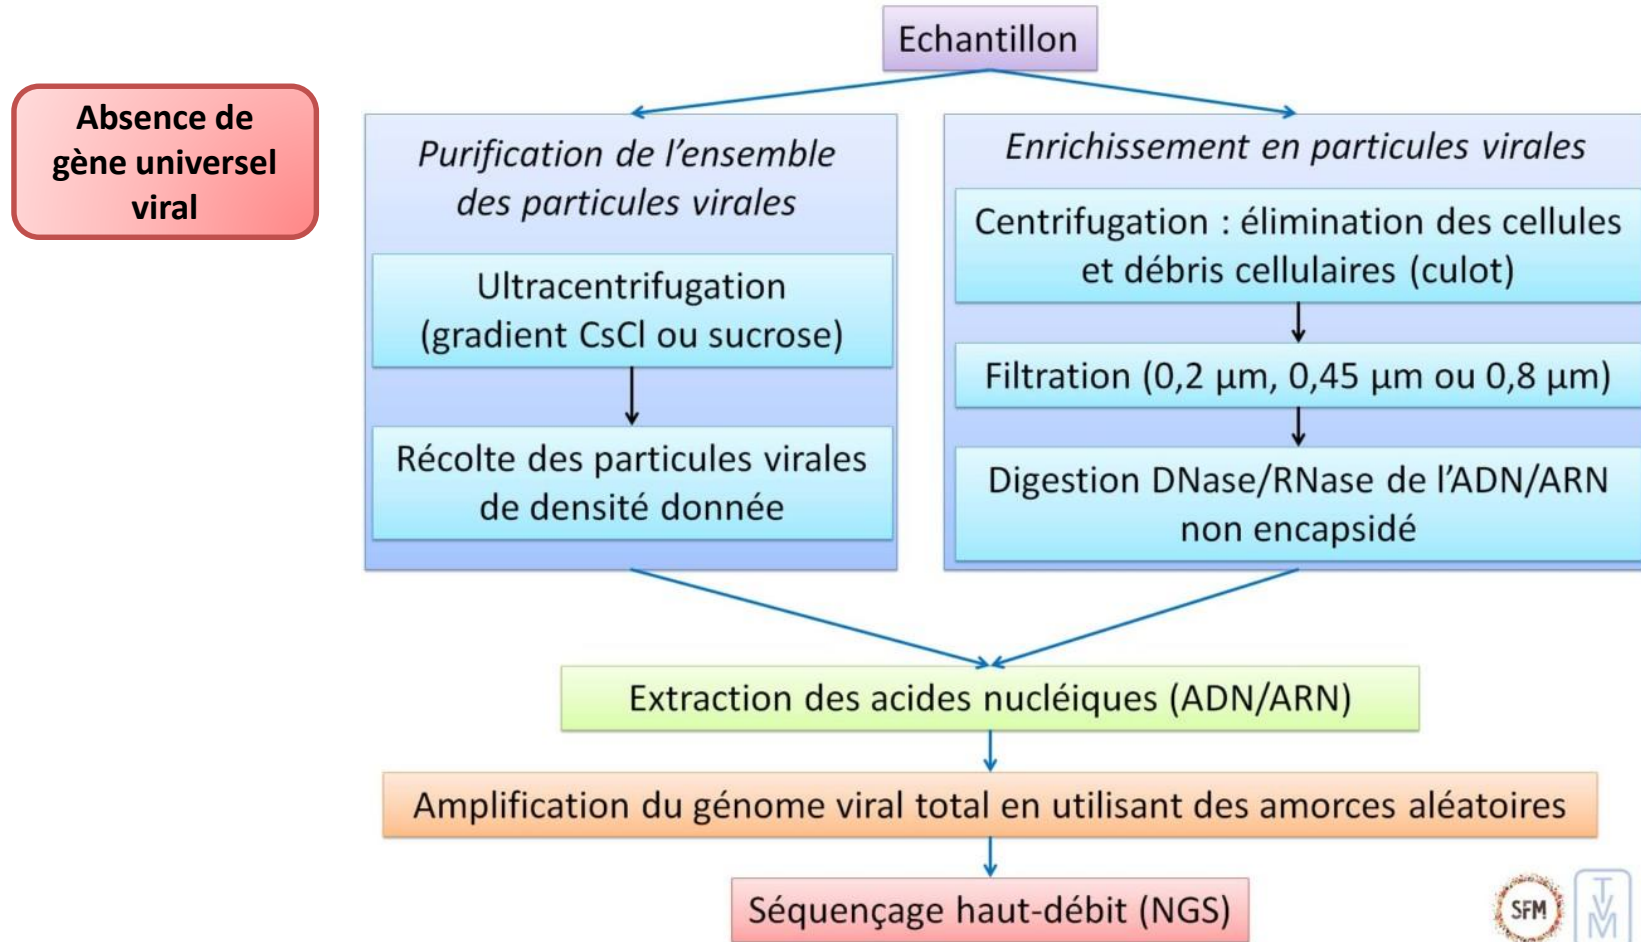 Echantillon
Absence de
gène universel
viral
Purification de l'ensemble
des particules virales
Ultracentrifugation
(gradient CsCl ou sucrose)
Récolte des particules virales
de densité donnée
Enrichissement en particules virales
Centrifugation : élimination des cellules
et débris cellulaires (culot)
Filtration (0,2 µm, 0,45 µm ou 0,8 µm)
Digestion DNase/RNase de l'ADN/ARN
non encapsidé
Extraction des acides nucléiques (ADN/ARN)
Amplification du génome viral total en utilisant des amorces aléatoires
Séquençage haut-débit (NGS)
SFM
TVM